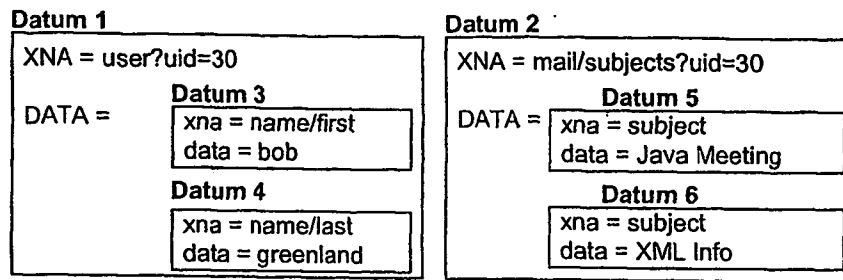 Datum 1
XNA = user?uid=30
DATA =
Datum 3
xna = name/first
data = bob
Datum 4
xna = name/last
data = greenland
Datum 2
XNA = mail/subjects?uid=30
DATA =
Datum 5
xna = subject
data = Java Meeting
Datum 6
xna = subject
data = XML Info